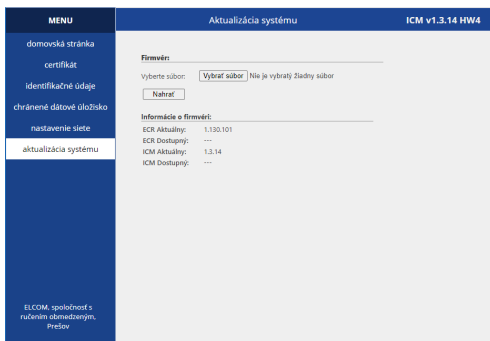 MENU
Aktualizácia systému
ICM v1.3.14 HW4
domovská stránka
certifikát
identifikačné údaje
chránené dátové úložisko
nastavenie siete
aktualizácia systému
Firmvér:
Vyberte súbor: Vybrať súbor Nie je vybratý žiadny súbor
Nahrať
Informácie o firmvéri:
ECR Aktuálny: 1.130.101
ECR Dostupný: ---
ICM Aktuálny: 1.3.14
ICM Dostupný: ---
ELCOM, spoločnosť s
ručením obmedzeným,
Prešov